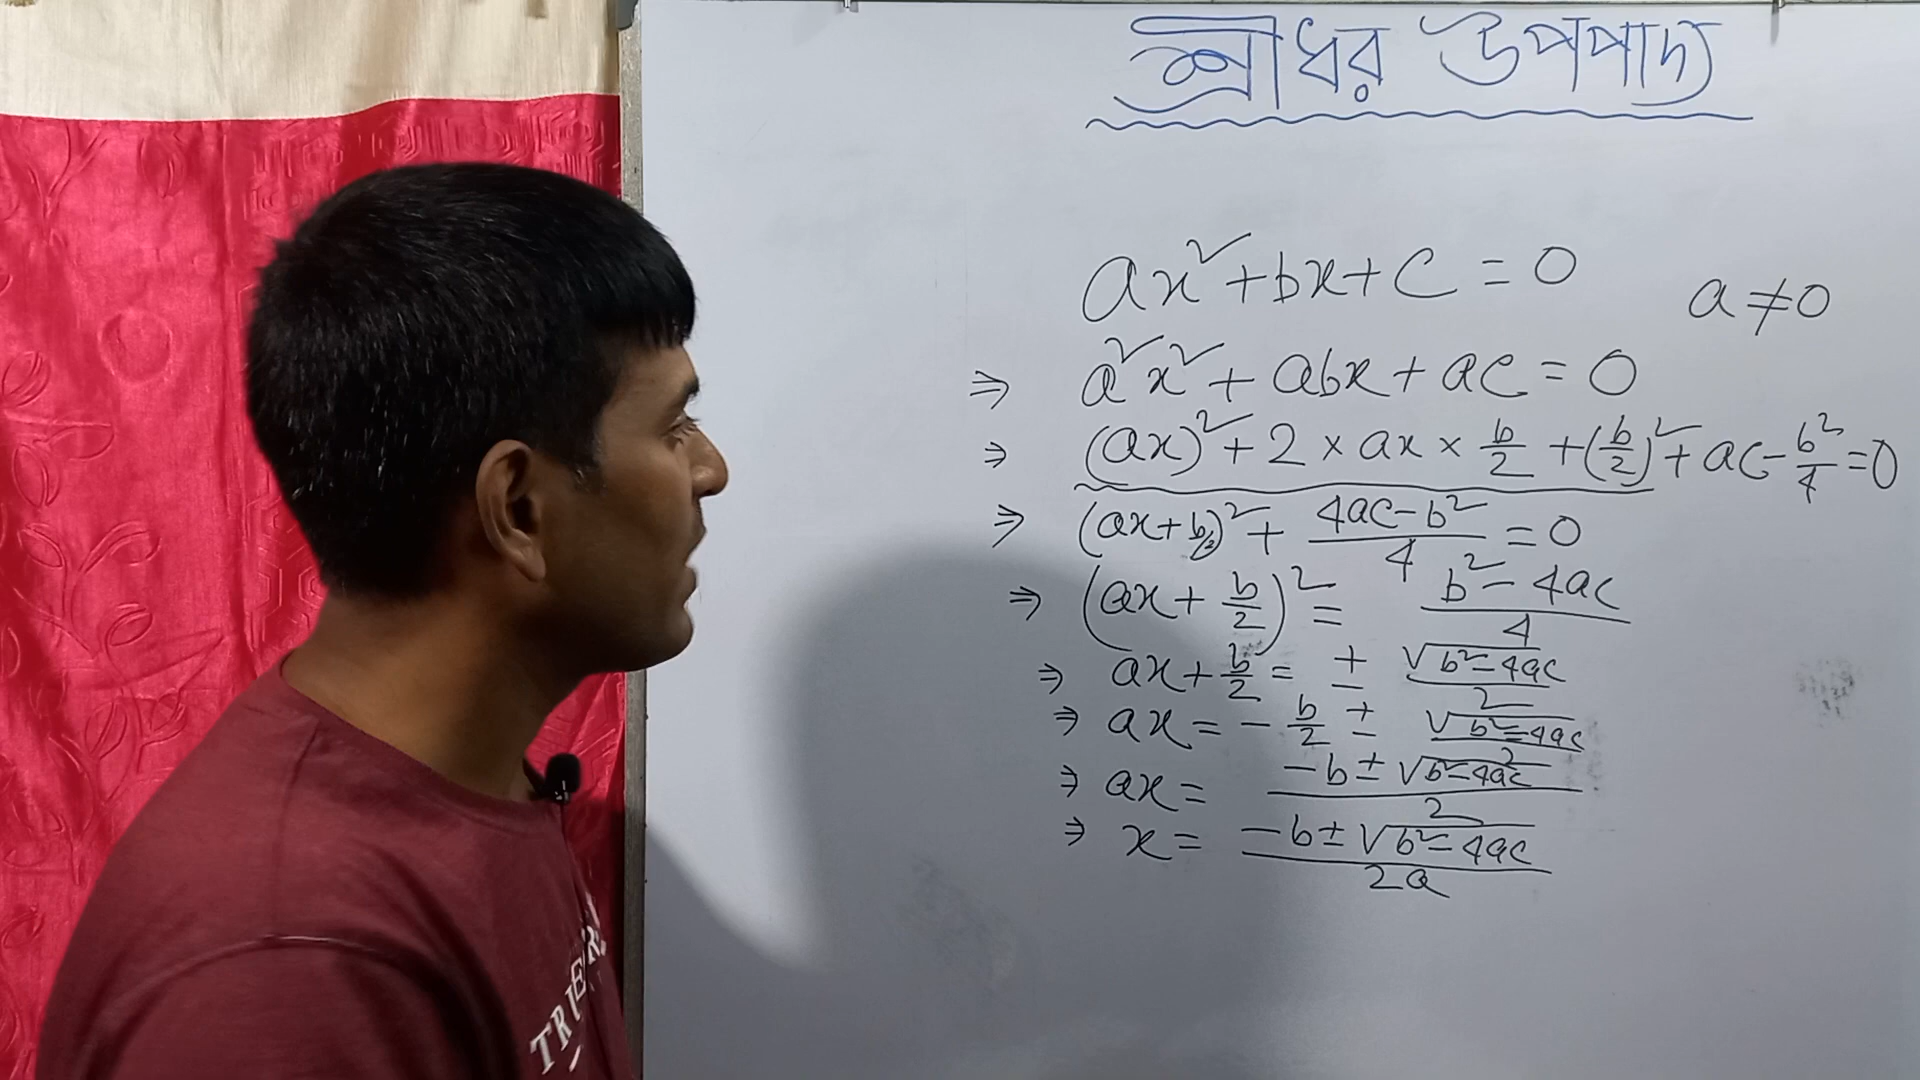 শ্রীধর উপপাদ্য
ax² + bx + c = 0    a ≠ 0
⇒ a²x² + abx + ac = 0
⇒ (ax)² + 2 × ax × b/2 + (b/2)² + ac - b²/4 = 0
⇒ (ax + b/2)² + (4ac - b²)/4 = 0
⇒ (ax + b/2)² = (b² - 4ac)/4
⇒ ax + b/2 = ± √(b² - 4ac)/2
⇒ ax = - b/2 ± √(b² - 4ac)/2
⇒ ax = (-b ± √(b² - 4ac))/2
⇒ x = (-b ± √(b² - 4ac))/2a